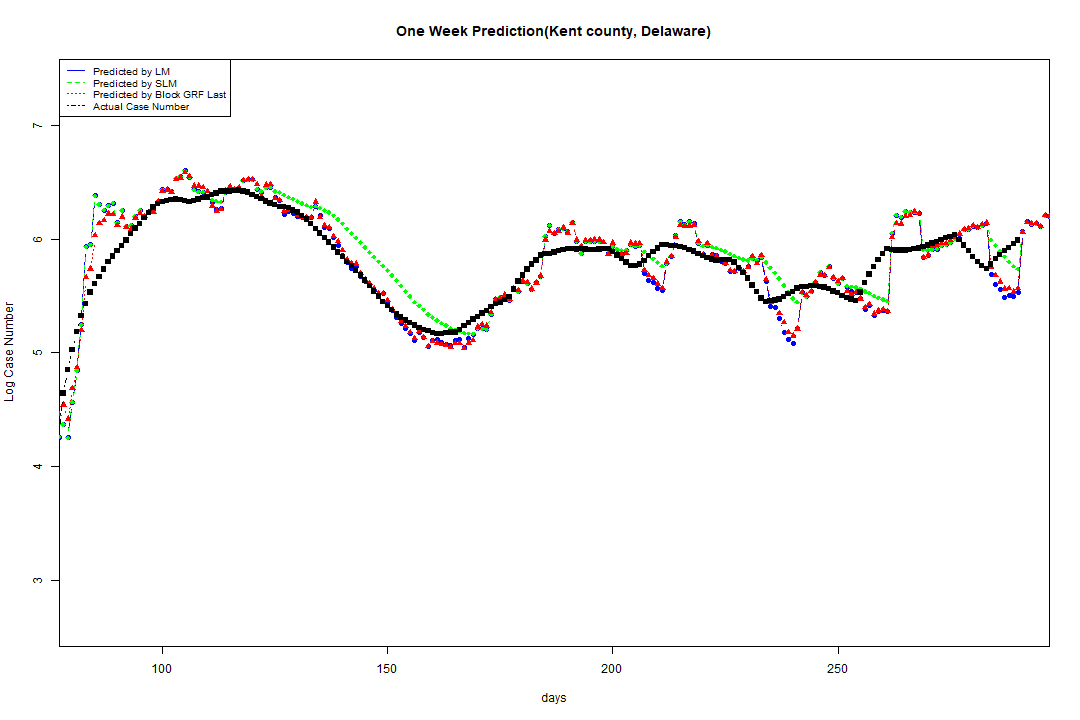 One Week Prediction(Kent county, Delaware)
Predicted by LM
Predicted by SLM
Predicted by Block GRF Last
Actual Case Number
7
6
5
4
3
Log Case Number
100 150 200 250
days